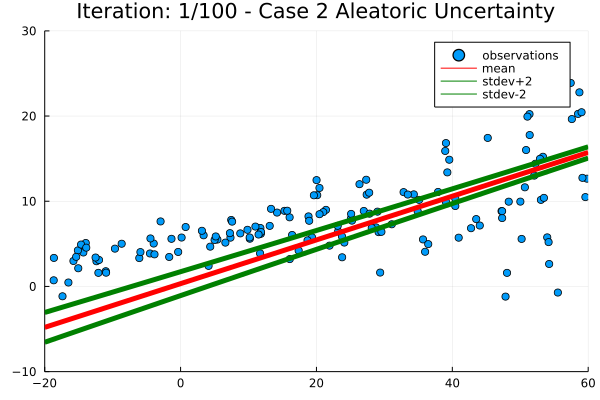 Iteration: 1/100 - Case 2 Aleatoric Uncertainty
30
observations
mean
stdev+2
stdev-2
20
10
0
−10
−20 0 20 40 60